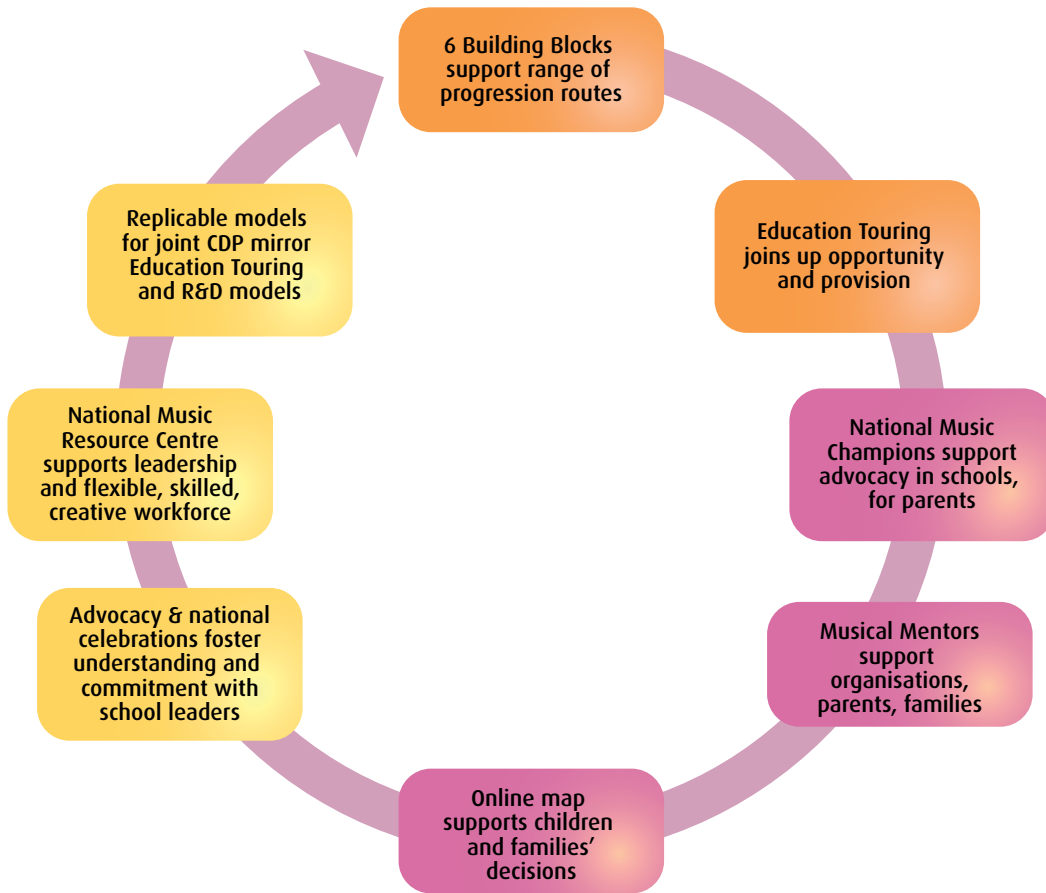 6 Building Blocks
support range of
progression routes
Education Touring
joins up opportunity
and provision
National Music
Champions support
advocacy in schools,
for parents
Musical Mentors
support
organisations,
parents, families
Online map
supports children
and families’
decisions
Advocacy & national
celebrations foster
understanding and
commitment with
school leaders
National Music
Resource Centre
supports leadership
and flexible, skilled,
creative workforce
Replicable models
for joint CDP mirror
Education Touring
and R&D models